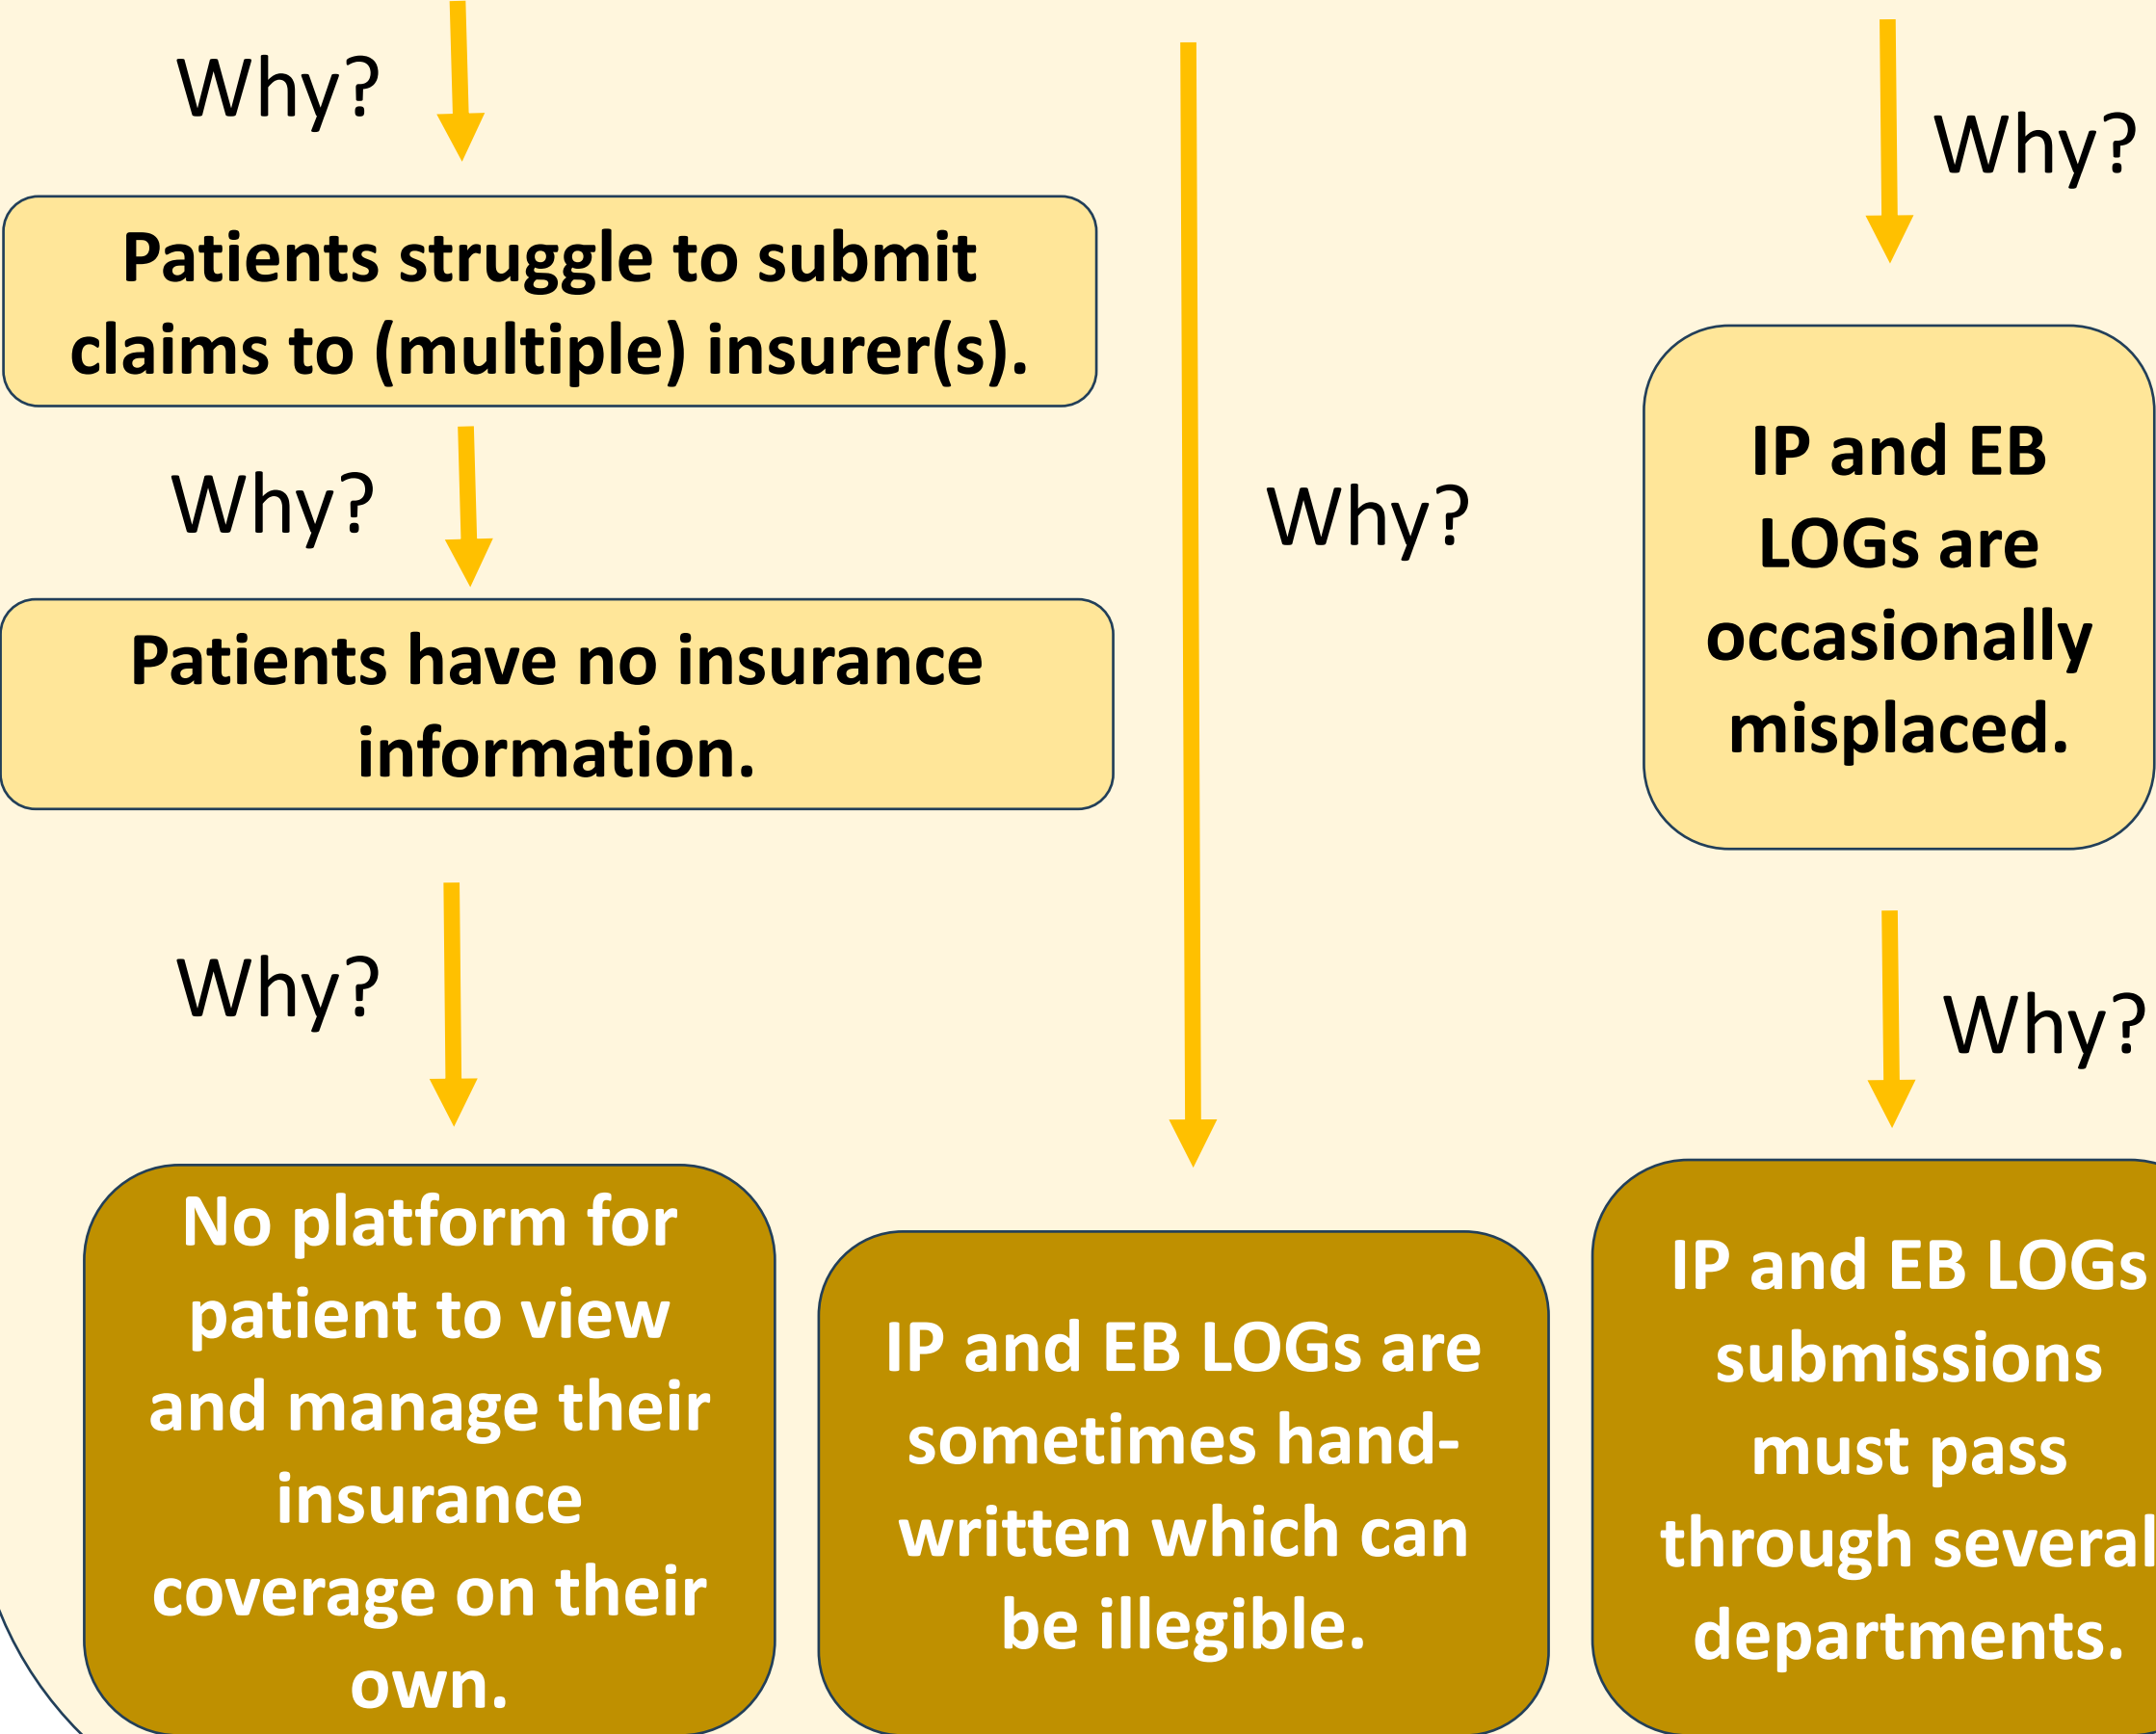 Why?
Patients struggle to submit
claims to (multiple) insurer(s).
Why?
Patients have no insurance
information.
Why?
No platform for
patient to view
and manage their
insurance
coverage on their
own.
Why?
IP and EB LOGs are
sometimes hand-
written which can
be illegible.
Why?
IP and EB
LOGs are
occasionally
misplaced.
Why?
IP and EB LOGs
submissions
must pass
through several
departments.